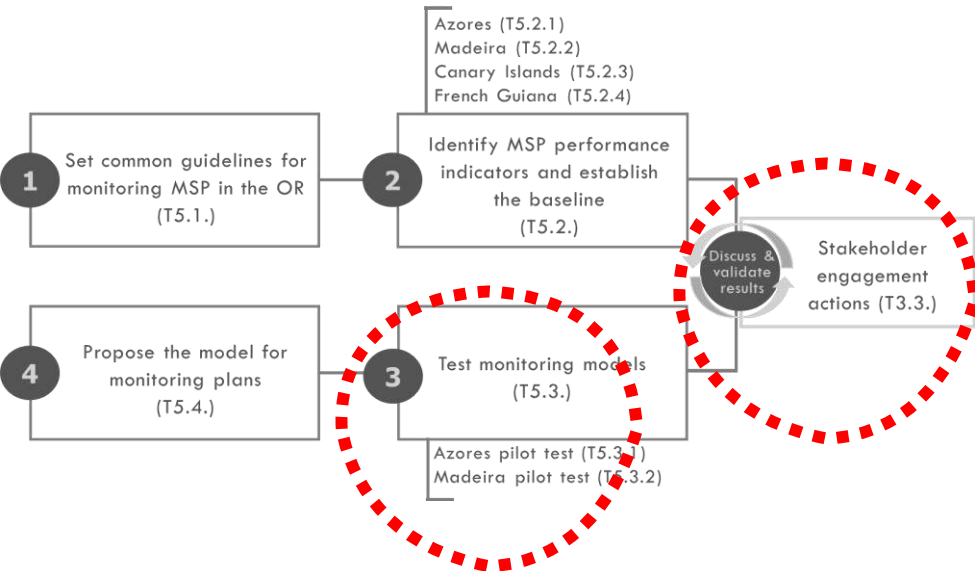 Azores (T5.2.1)
Madeira (T5.2.2)
Canary Islands (T5.2.3)
French Guiana (T5.2.4)
1
Set common guidelines for
monitoring MSP in the OR
(T5.1.)
2
Identify MSP performance
indicators and establish
the baseline
(T5.2.)
Discuss &
validate
results
Stakeholder
engagement
actions (T3.3.)
3
Test monitoring models
(T5.3.)
Azores pilot test (T5.3.1)
Madeira pilot test (T5.3.2)
4
Propose the model for
monitoring plans
(T5.4.)